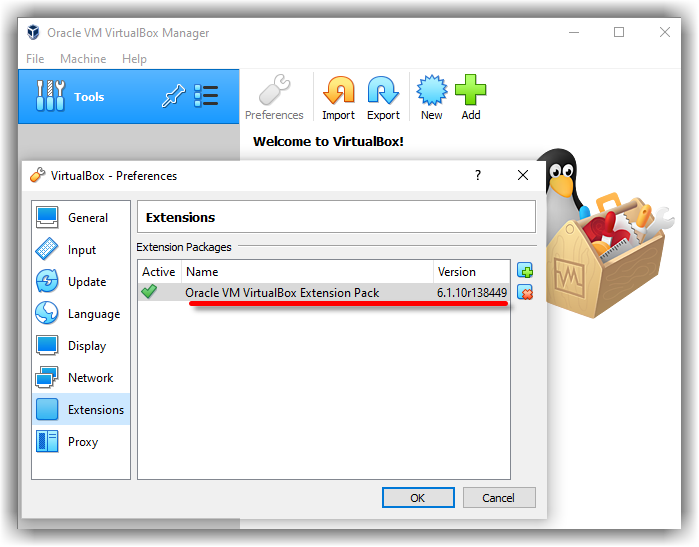 Oracle VM VirtualBox Manager
File Machine Help
Tools
Preferences Import Export New Add
Welcome to VirtualBox!
VirtualBox - Preferences ?
General
Input
Update
Language
Display
Network
Extensions
Proxy
Extensions
Extension Packages
Active Name Version
Oracle VM VirtualBox Extension Pack 6.1.10r138449
OK Cancel